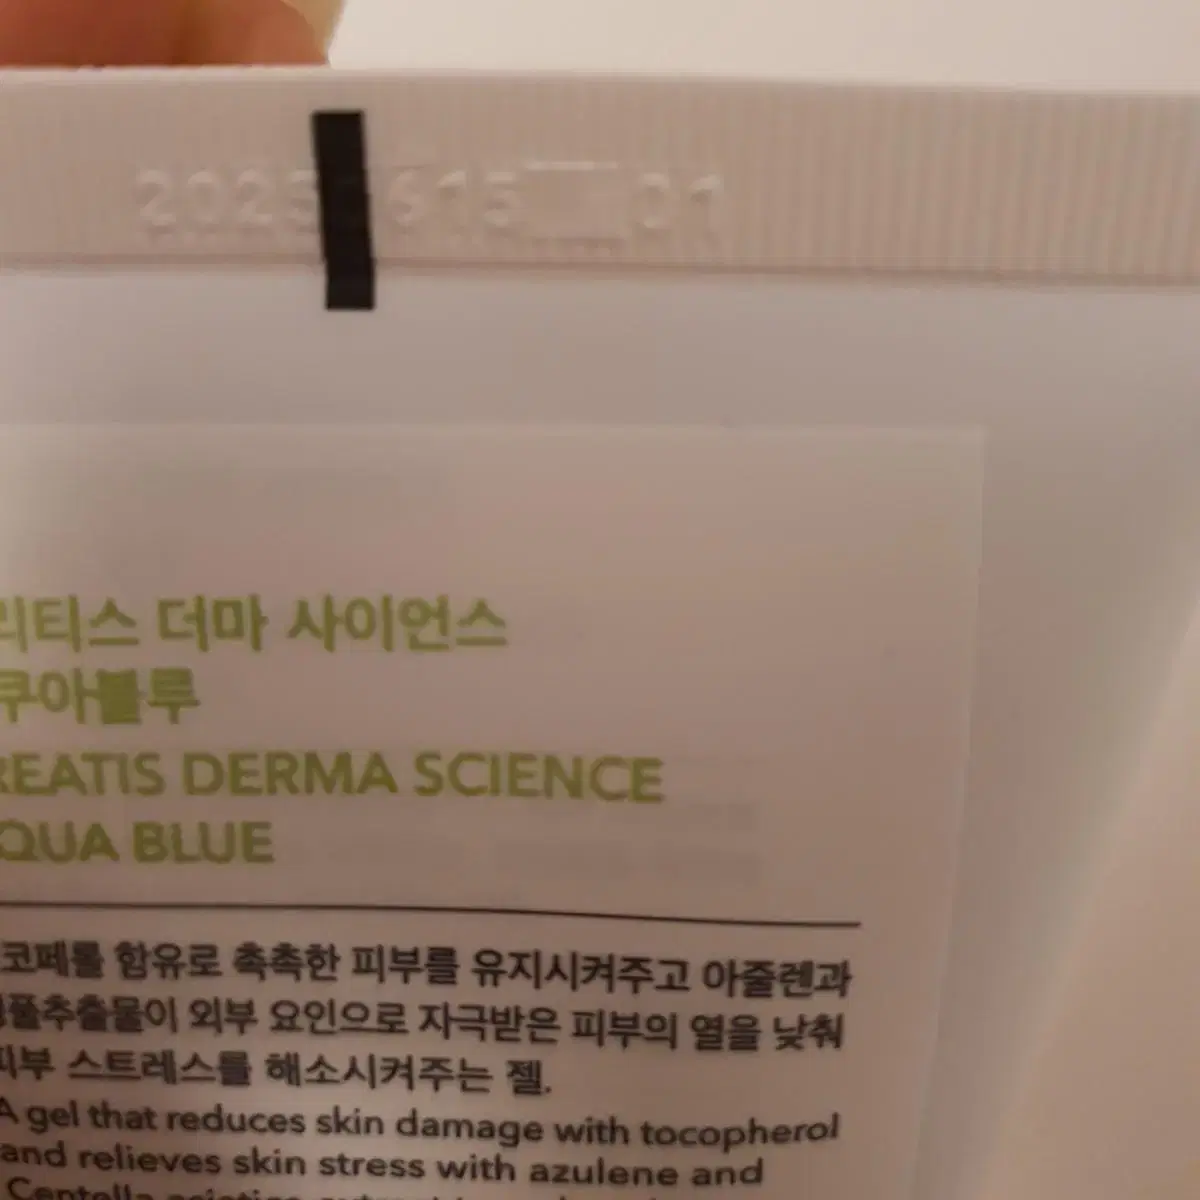 615 01
리티스 더마 사이언스
쿠아블루
REATIS DERMA SCIENCE
QUA BLUE
코페롤 함유로 촉촉한 피부를 유지시켜주고 아줄렌과
풀추출물이 외부 요인으로 자극받은 피부의 열을 낮춰
피부 스트레스를 해소시켜주는 젤.
A gel that reduces skin damage with tocopherol
and relieves skin stress with azulene and
Centella